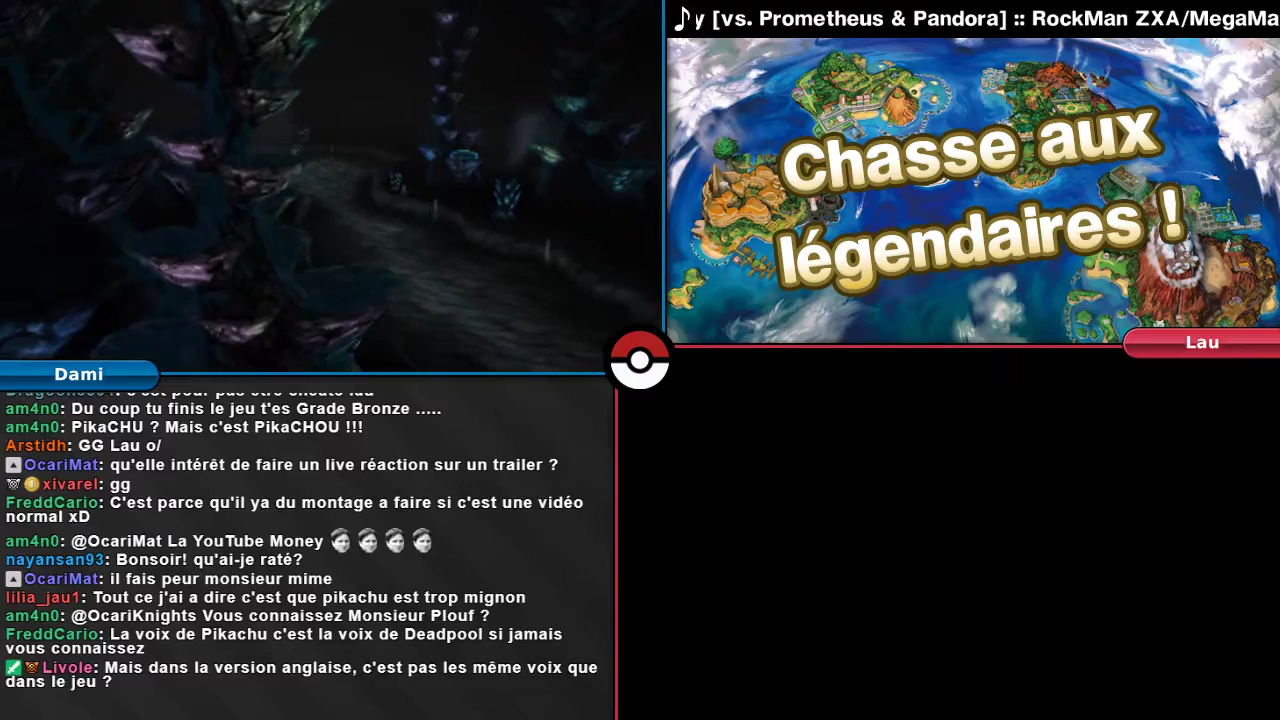 y [vs. Prometheus & Pandora] :: RockMan ZXA/MegaMa
Chasse aux
légendaires !
Lau
Dami
am4n0: Du coup tu finis le jeu t'es Grade Bronze .....
am4n0: PikaCHU ? Mais c'est PikaCHOU !!!
Arstidh: GG Lau o/
OcariMat: qu'elle intérêt de faire un live réaction sur un trailer ?
xivarel: gg
FreddCario: C'est parce qu'il ya du montage a faire si c'est une vidéo
normal xD
am4n0: @OcariMat La YouTube Money
nayansan93: Bonsoir! qu'ai-je raté?
OcariMat: il fais peur monsieur mime
lilia_jau1: Tout ce j'ai a dire c'est que pikachu est trop mignon
am4n0: @OcariKnights Vous connaissez Monsieur Plouf ?
FreddCario: La voix de Pikachu c'est la voix de Deadpool si jamais
vous connaissez
Livole: Mais dans la version anglaise, c'est pas les même voix que
dans le jeu ?